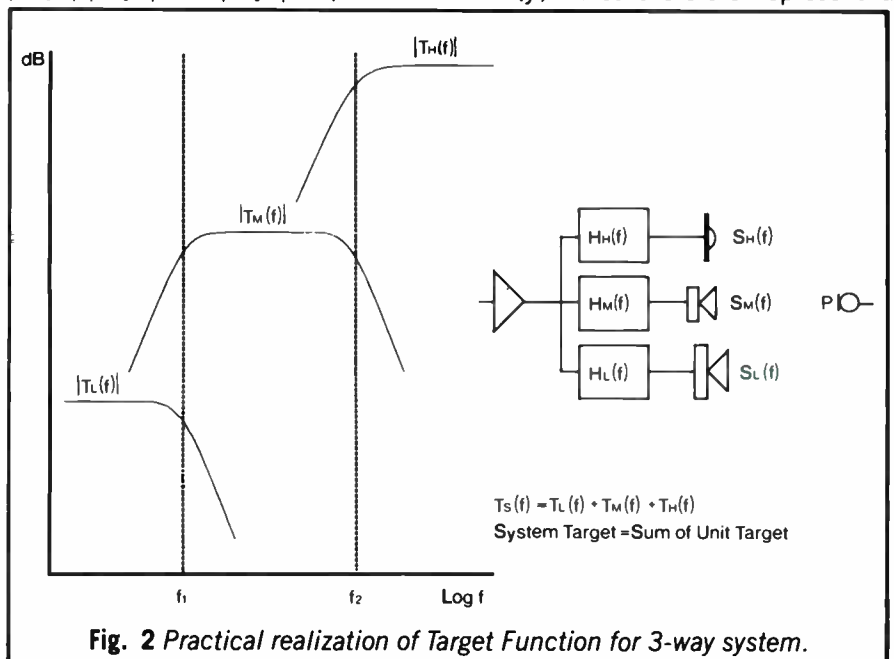 |TH(f)|
dB
|TM(f)|
|TL(f)|
HH(f)
SH(f)
HM(f)
SM(f)
P
HL(f)
SL(f)
TS(f) = TL(f) + TM(f) + TH(f)
System Target = Sum of Unit Target
f1
f2
Log f
Fig. 2 Practical realization of Target Function for 3-way system.